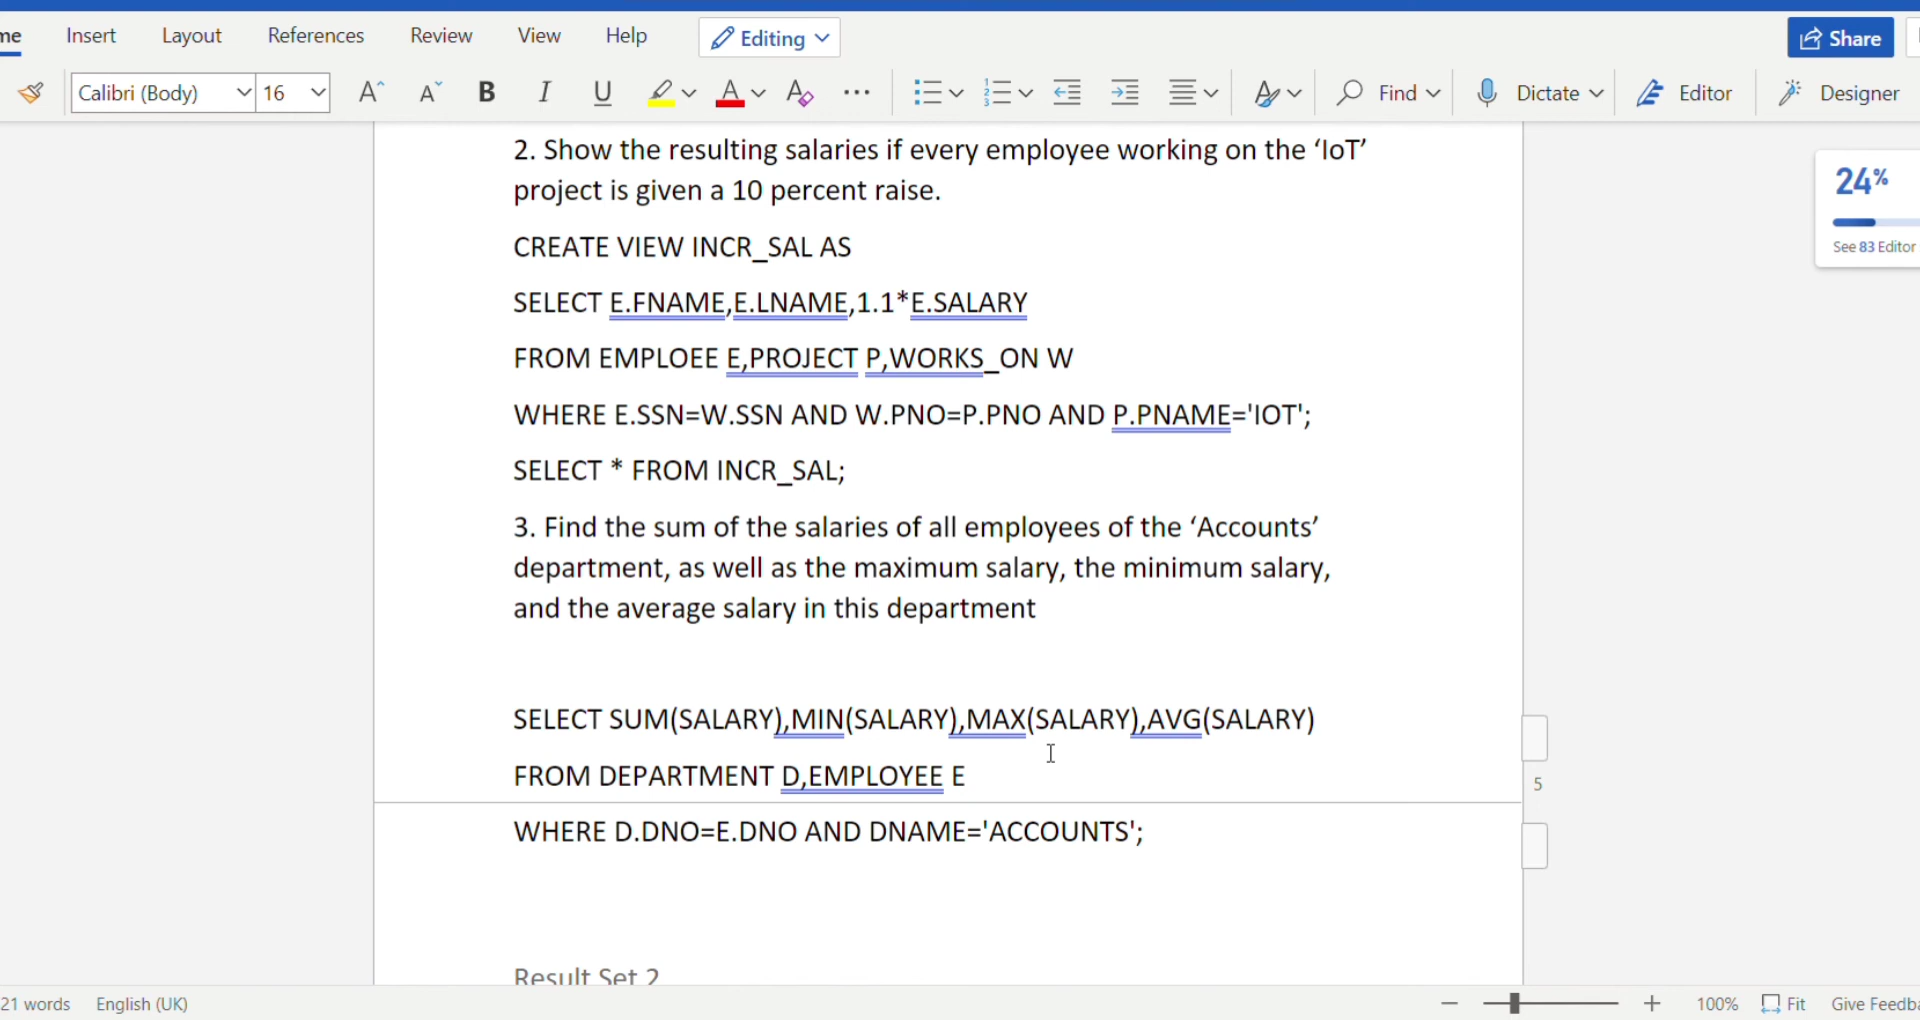 me Insert Layout References Review View Help Editing Share
Calibri (Body) 16 A A B I U A A ... Find Dictate Editor Designer
2. Show the resulting salaries if every employee working on the ‘IoT’
project is given a 10 percent raise.
24%
See 83 Editor
CREATE VIEW INCR_SAL AS
SELECT E.FNAME,E.LNAME,1.1*E.SALARY
FROM EMPLOEE E,PROJECT P,WORKS_ON W
WHERE E.SSN=W.SSN AND W.PNO=P.PNO AND P.PNAME='IOT';
SELECT * FROM INCR_SAL;
3. Find the sum of the salaries of all employees of the ‘Accounts’
department, as well as the maximum salary, the minimum salary,
and the average salary in this department
SELECT SUM(SALARY),MIN(SALARY),MAX(SALARY),AVG(SALARY)
FROM DEPARTMENT D,EMPLOYEE E
5
WHERE D.DNO=E.DNO AND DNAME='ACCOUNTS';
Result Set 2
21 words English (UK) 100% Fit Give Feedba